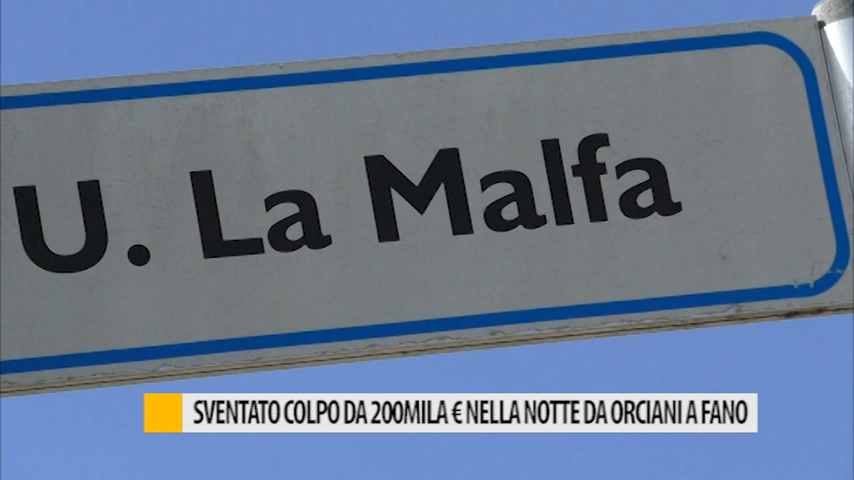 U. La Malfa
SVENTATO COLPO DA 200MILA € NELLA NOTTE DA ORCIANI A FANO